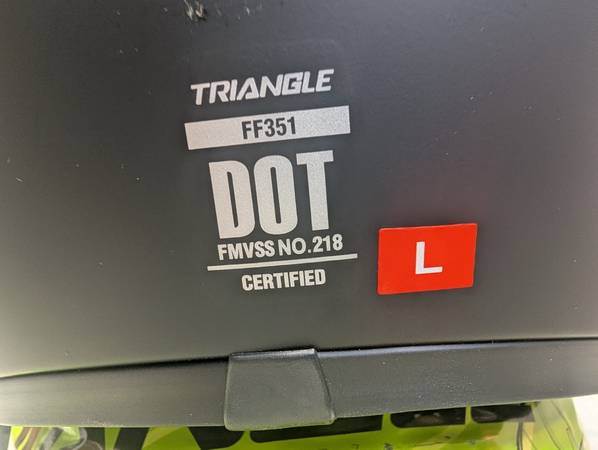 TRIANGLE
FF351
DOT
FMVSS NO.218
CERTIFIED
L